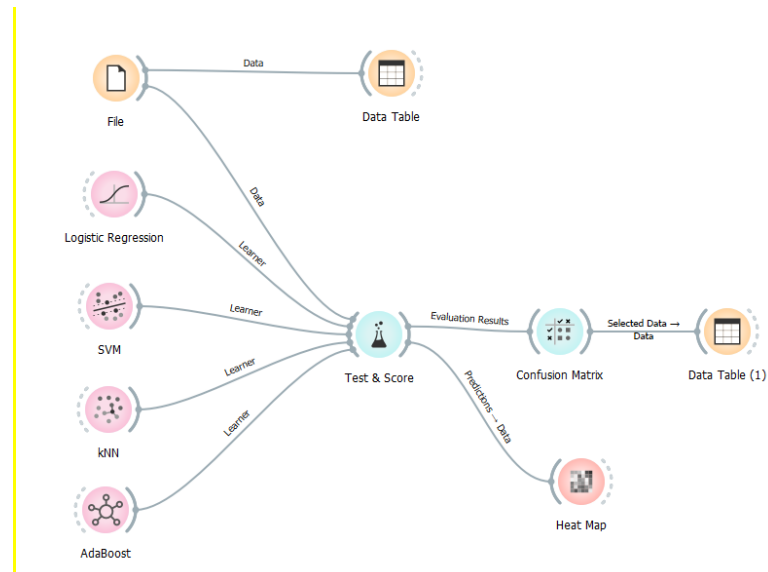 Data
File
Data Table
Data
Logistic Regression
Learner
Learner
SVM
Evaluation Results
Selected Data →
Data
Test & Score
Confusion Matrix
Data Table (1)
Learner
Predictions → Data
kNN
Learner
Heat Map
AdaBoost